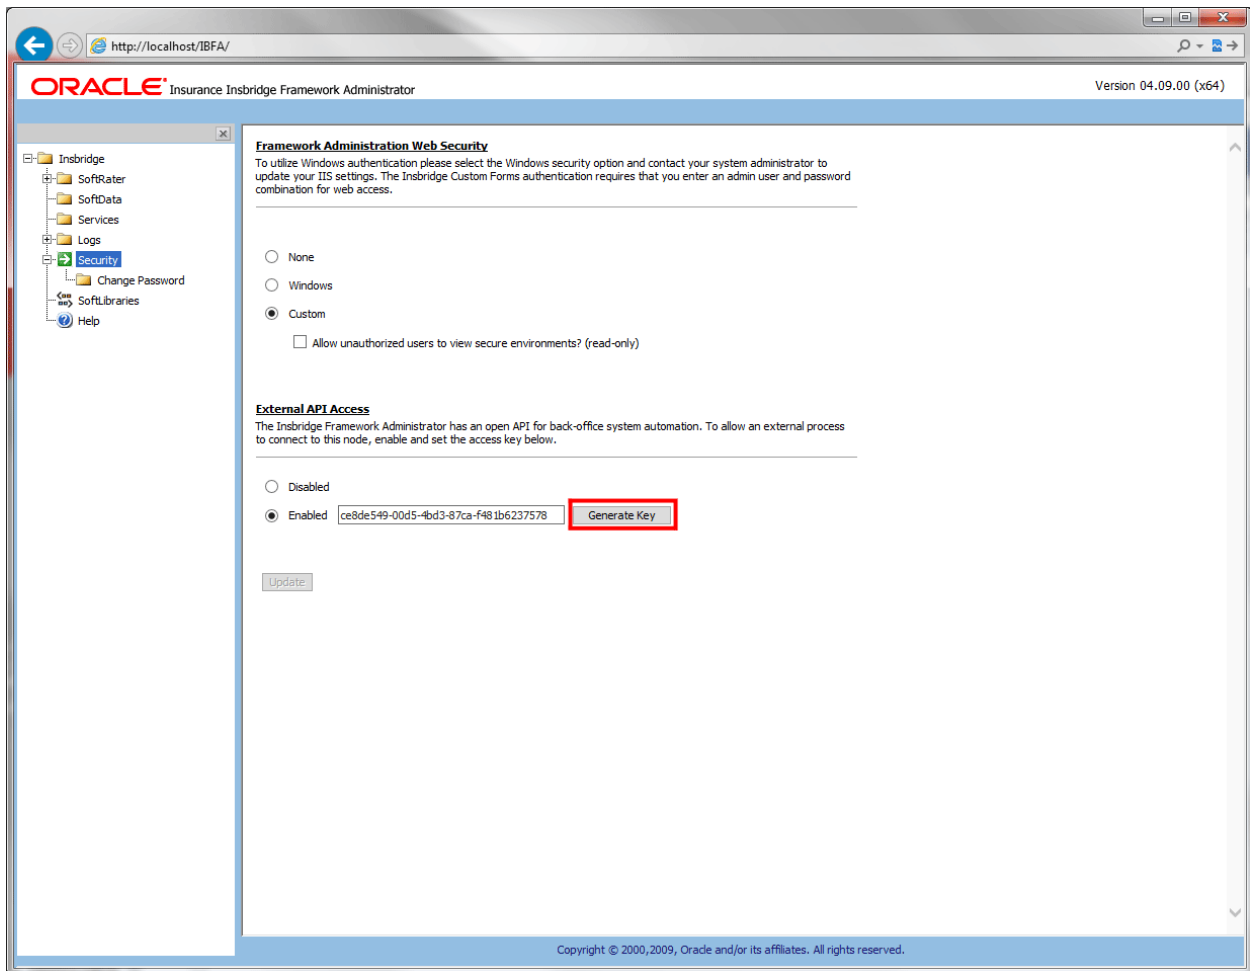 http://localhost/IBFA/
ORACLE Insurance Insbridge Framework Administrator
Version 04.09.00 (x64)
Insbridge
SoftRater
SoftData
Services
Logs
Security
Change Password
SoftLibraries
Help
Framework Administration Web Security
To utilize Windows authentication please select the Windows security option and contact your system administrator to
update your IIS settings. The Insbridge Custom Forms authentication requires that you enter an admin user and password
combination for web access.
None
Windows
Custom
Allow unauthorized users to view secure environments? (read-only)
External API Access
The Insbridge Framework Administrator has an open API for back-office system automation. To allow an external process
to connect to this node, enable and set the access key below.
Disabled
Enabled ce8de549-00d5-4bd3-87ca-f481b6237578 Generate Key
Update
Copyright © 2000,2009, Oracle and/or its affiliates. All rights reserved.